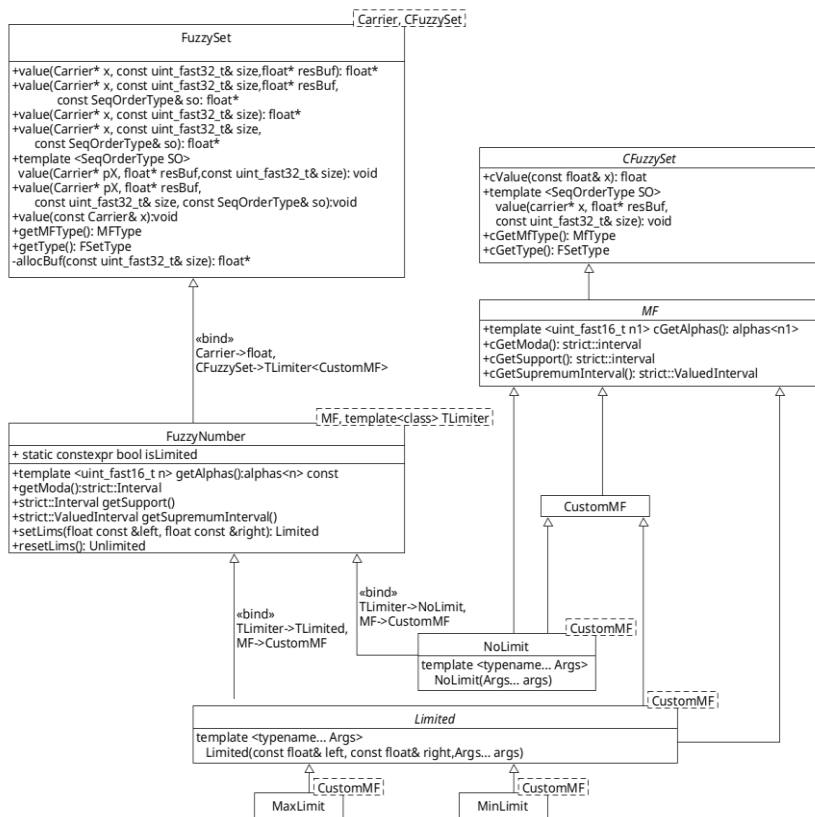 Carrier, CFuzzySet
FuzzySet
+value(Carrier* x, const uint_fast32_t& size,float* resBuf): float*
+value(Carrier* x, const uint_fast32_t& size,float* resBuf,
const SeqOrderType& so: float*
+value(Carrier* x, const uint_fast32_t& size): float*
+value(Carrier* x, const uint_fast32_t& size,
const SeqOrderType& so): float*
+template <SeqOrderType SO>
value(Carrier* pX, float* resBuf,const uint_fast32_t& size): void
+value(Carrier* pX, float* resBuf,
const uint_fast32_t& size, const SeqOrderType& so):void
+value(const Carrier& x):void
+getMFType(): MFType
+getType(): FSetType
-allocBuf(const uint_fast32_t& size): float*
CFuzzySet
+cValue(const float& x): float
+template <SeqOrderType SO>
value(carrier* x, float* resBuf,
const uint_fast32_t& size): void
+cGetMfType(): MfType
+cGetType(): FSetType
MF
+template <uint_fast16_t n1> cGetAlphas(): alphas<n1>
+cGetModa(): strict::interval
+cGetSupport(): strict::interval
+cGetSupremumInterval(): strict::ValuedInterval
«bind»
Carrier->float,
CFuzzySet->TLimiter<CustomMF>
MF, template<class> TLimiter
FuzzyNumber
+ static constexpr bool isLimited
+template <uint_fast16_t n> getAlphas():alphas<n> const
+getModa():strict::Interval
+strict::Interval getSupport()
+strict::ValuedInterval getSupremumInterval()
+setLims(float const &left, float const &right): Limited
+resetLims(): Unlimited
CustomMF
«bind»
TLimiter->TLimited,
MF->CustomMF
«bind»
TLimiter->NoLimit,
MF->CustomMF
CustomMF
NoLimit
template <typename... Args>
NoLimit(Args... args)
CustomMF
Limited
template <typename... Args>
Limited(const float& left, const float& right,Args... args)
CustomMF
MaxLimit
CustomMF
MinLimit